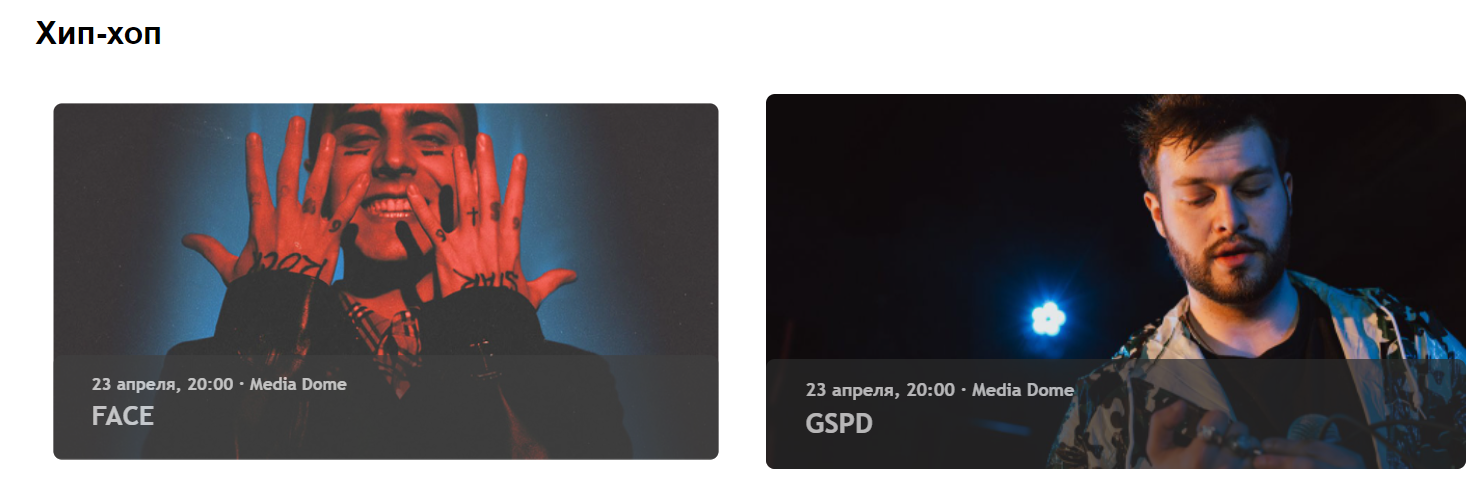 Хип-хоп
23 апреля, 20:00 · Media Dome
FACE
23 апреля, 20:00 · Media Dome
GSPD